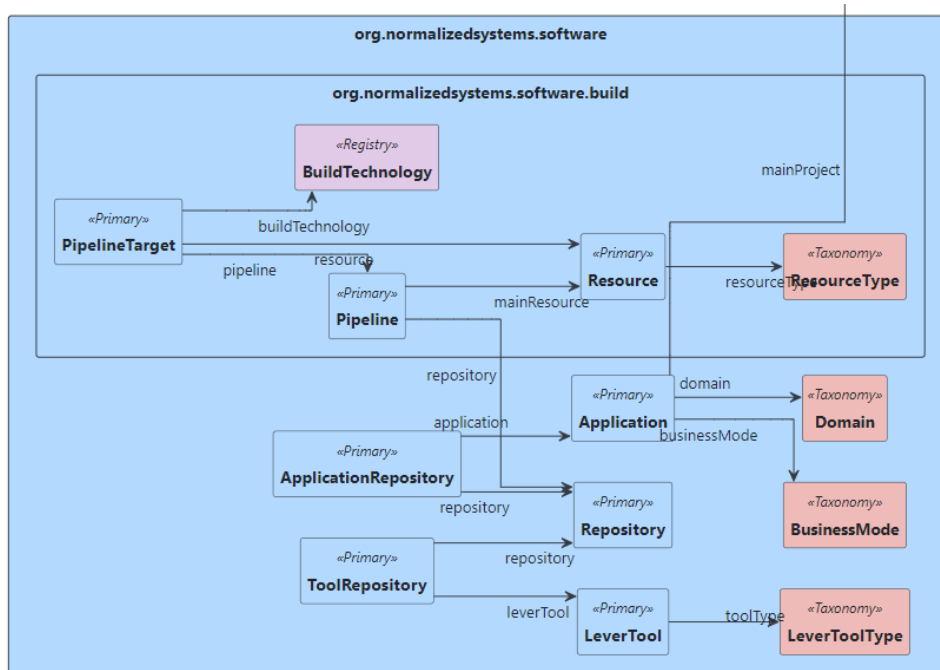 org.normalizedsystems.software
org.normalizedsystems.software.build
«Registry»
BuildTechnology
mainProject
«Primary»
PipelineTarget
buildTechnology
resource
pipeline
«Primary»
Resource
resourceType
«Taxonomy»
ResourceType
«Primary»
Pipeline
mainResource
repository
«Primary»
Application
domain
«Taxonomy»
Domain
application
businessMode
«Primary»
ApplicationRepository
repository
«Primary»
Repository
«Taxonomy»
BusinessMode
«Primary»
ToolRepository
repository
leverTool
«Primary»
LeverTool
toolType
«Taxonomy»
LeverToolType